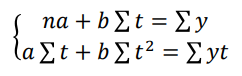 na + b ∑ t = ∑ y
a ∑ t + b ∑ t² = ∑ yt